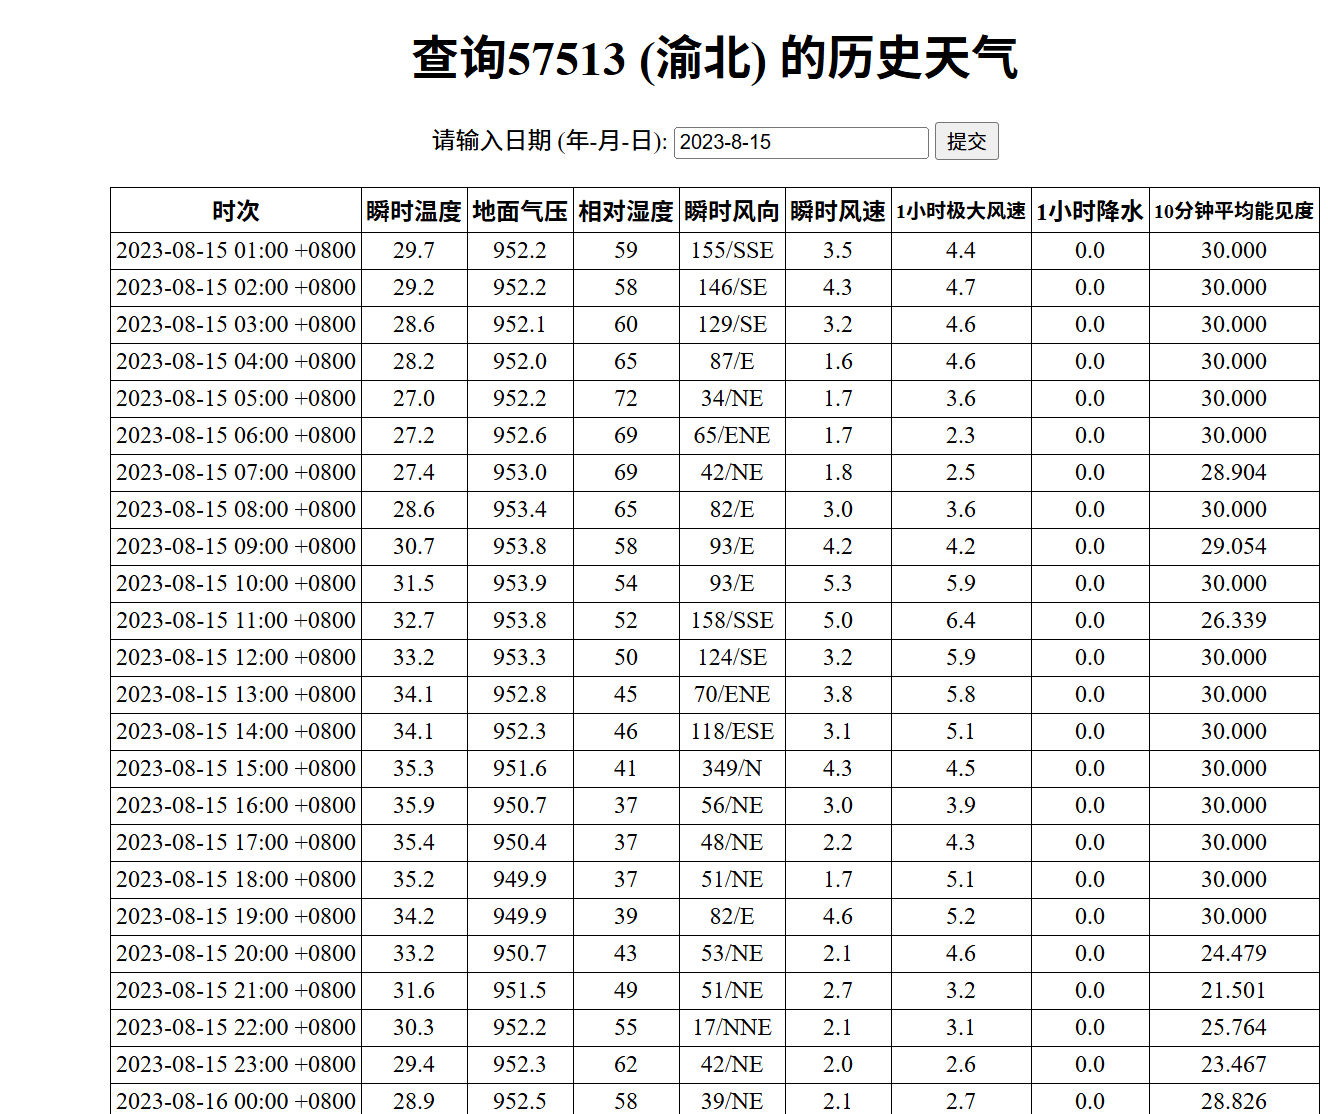 查询57513 (渝北) 的历史天气
请输入日期 (年-月-日): 2023-8-15 提交
时次 瞬时温度 地面气压 相对湿度 瞬时风向 瞬时风速 1小时极大风速 1小时降水 10分钟平均能见度
2023-08-15 01:00 +0800 29.7 952.2 59 155/SSE 3.5 4.4 0.0 30.000
2023-08-15 02:00 +0800 29.2 952.2 58 146/SE 4.3 4.7 0.0 30.000
2023-08-15 03:00 +0800 28.6 952.1 60 129/SE 3.2 4.6 0.0 30.000
2023-08-15 04:00 +0800 28.2 952.0 65 87/E 1.6 4.6 0.0 30.000
2023-08-15 05:00 +0800 27.0 952.2 72 34/NE 1.7 3.6 0.0 30.000
2023-08-15 06:00 +0800 27.2 952.6 69 65/ENE 1.7 2.3 0.0 30.000
2023-08-15 07:00 +0800 27.4 953.0 69 42/NE 1.8 2.5 0.0 28.904
2023-08-15 08:00 +0800 28.6 953.4 65 82/E 3.0 3.6 0.0 30.000
2023-08-15 09:00 +0800 30.7 953.8 58 93/E 4.2 4.2 0.0 29.054
2023-08-15 10:00 +0800 31.5 953.9 54 93/E 5.3 5.9 0.0 30.000
2023-08-15 11:00 +0800 32.7 953.8 52 158/SSE 5.0 6.4 0.0 26.339
2023-08-15 12:00 +0800 33.2 953.3 50 124/SE 3.2 5.9 0.0 30.000
2023-08-15 13:00 +0800 34.1 952.8 45 70/ENE 3.8 5.8 0.0 30.000
2023-08-15 14:00 +0800 34.1 952.3 46 118/ESE 3.1 5.1 0.0 30.000
2023-08-15 15:00 +0800 35.3 951.6 41 349/N 4.3 4.5 0.0 30.000
2023-08-15 16:00 +0800 35.9 950.7 37 56/NE 3.0 3.9 0.0 30.000
2023-08-15 17:00 +0800 35.4 950.4 37 48/NE 2.2 4.3 0.0 30.000
2023-08-15 18:00 +0800 35.2 949.9 37 51/NE 1.7 5.1 0.0 30.000
2023-08-15 19:00 +0800 34.2 949.9 39 82/E 4.6 5.2 0.0 30.000
2023-08-15 20:00 +0800 33.2 950.7 43 53/NE 2.1 4.6 0.0 24.479
2023-08-15 21:00 +0800 31.6 951.5 49 51/NE 2.7 3.2 0.0 21.501
2023-08-15 22:00 +0800 30.3 952.2 55 17/NNE 2.1 3.1 0.0 25.764
2023-08-15 23:00 +0800 29.4 952.3 62 42/NE 2.0 2.6 0.0 23.467
2023-08-16 00:00 +0800 28.9 952.5 58 39/NE 2.1 2.7 0.0 28.826